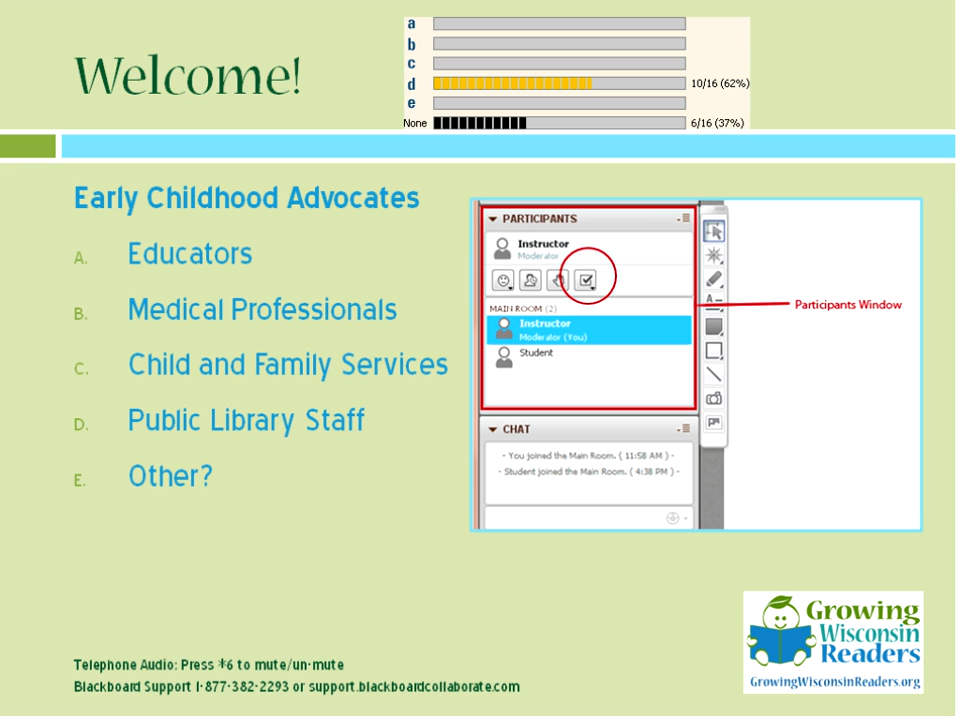 Welcome!
a
b
c
d 10/16 (62%)
e
None 6/16 (37%)
Early Childhood Advocates
A. Educators
B. Medical Professionals
C. Child and Family Services
D. Public Library Staff
E. Other?
PARTICIPANTS
Instructor
Moderator
MAIN ROOM (2)
Instructor
Moderator (You)
Student
A
Participants Window
CHAT
- You joined the Main Room. ( 11:58 AM ) -
- Student joined the Main Room. ( 4:38 PM ) -
Telephone Audio: Press *6 to mute/un-mute
Blackboard Support 1-877-382-2293 or support.blackboardcollaborate.com
Growing
Wisconsin
Readers
GrowingWisconsinReaders.org